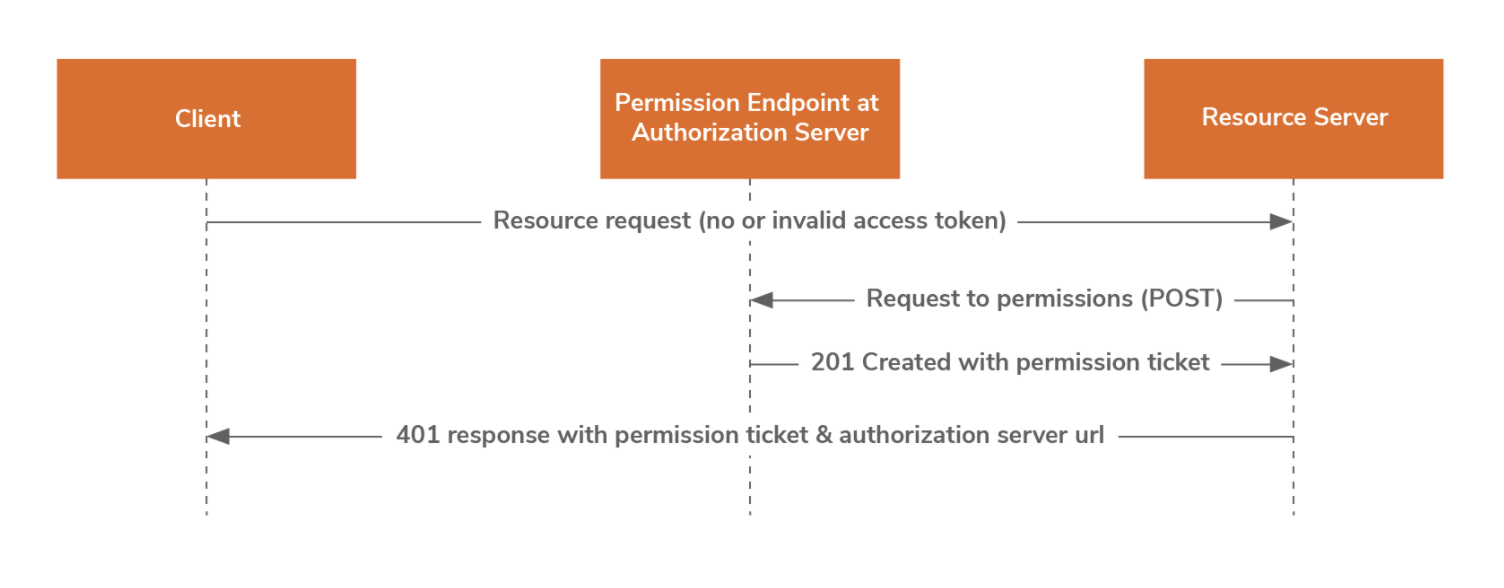 Client
Permission Endpoint at
Authorization Server
Resource Server
Resource request (no or invalid access token)
Request to permissions (POST)
201 Created with permission ticket
401 response with permission ticket & authorization server url